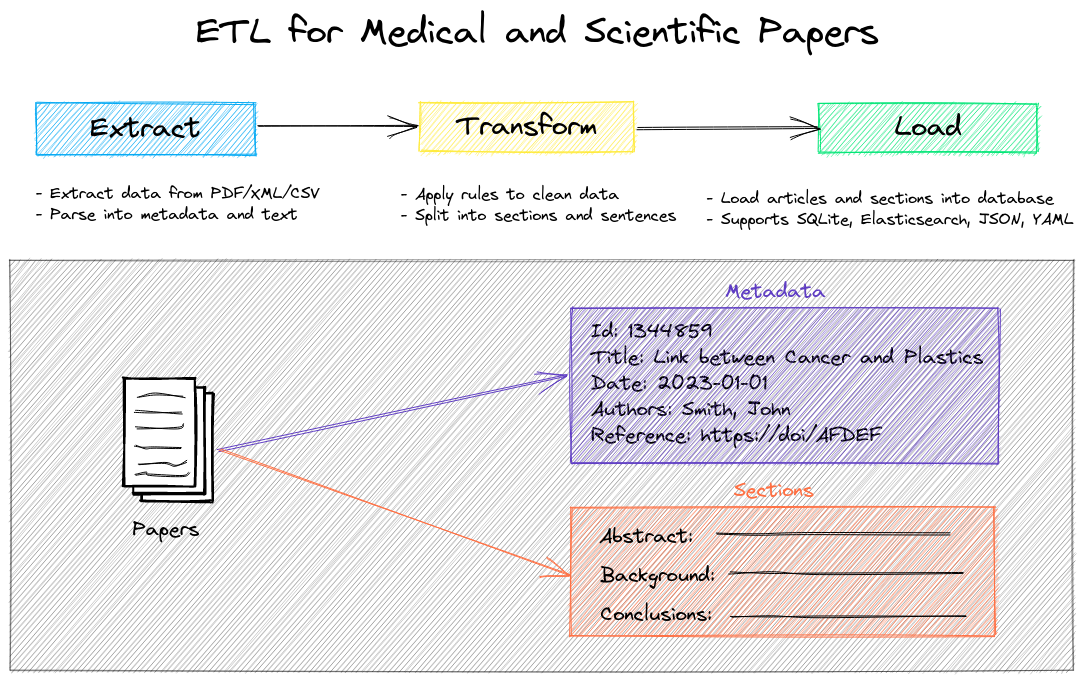 ETL for Medical and Scientific Papers
Extract
Transform
Load
- Extract data from PDF/XML/CSV
- Parse into metadata and text
- Apply rules to clean data
- Split into sections and sentences
- Load articles and sections into database
- Supports SQLite, Elasticsearch, JSON, YAML
Metadata
Id: 1344859
Title: Link between Cancer and Plastics
Date: 2023-01-01
Authors: Smith, John
Reference: https://doi/AFDEF
Papers
Sections
Abstract:
Background:
Conclusions: